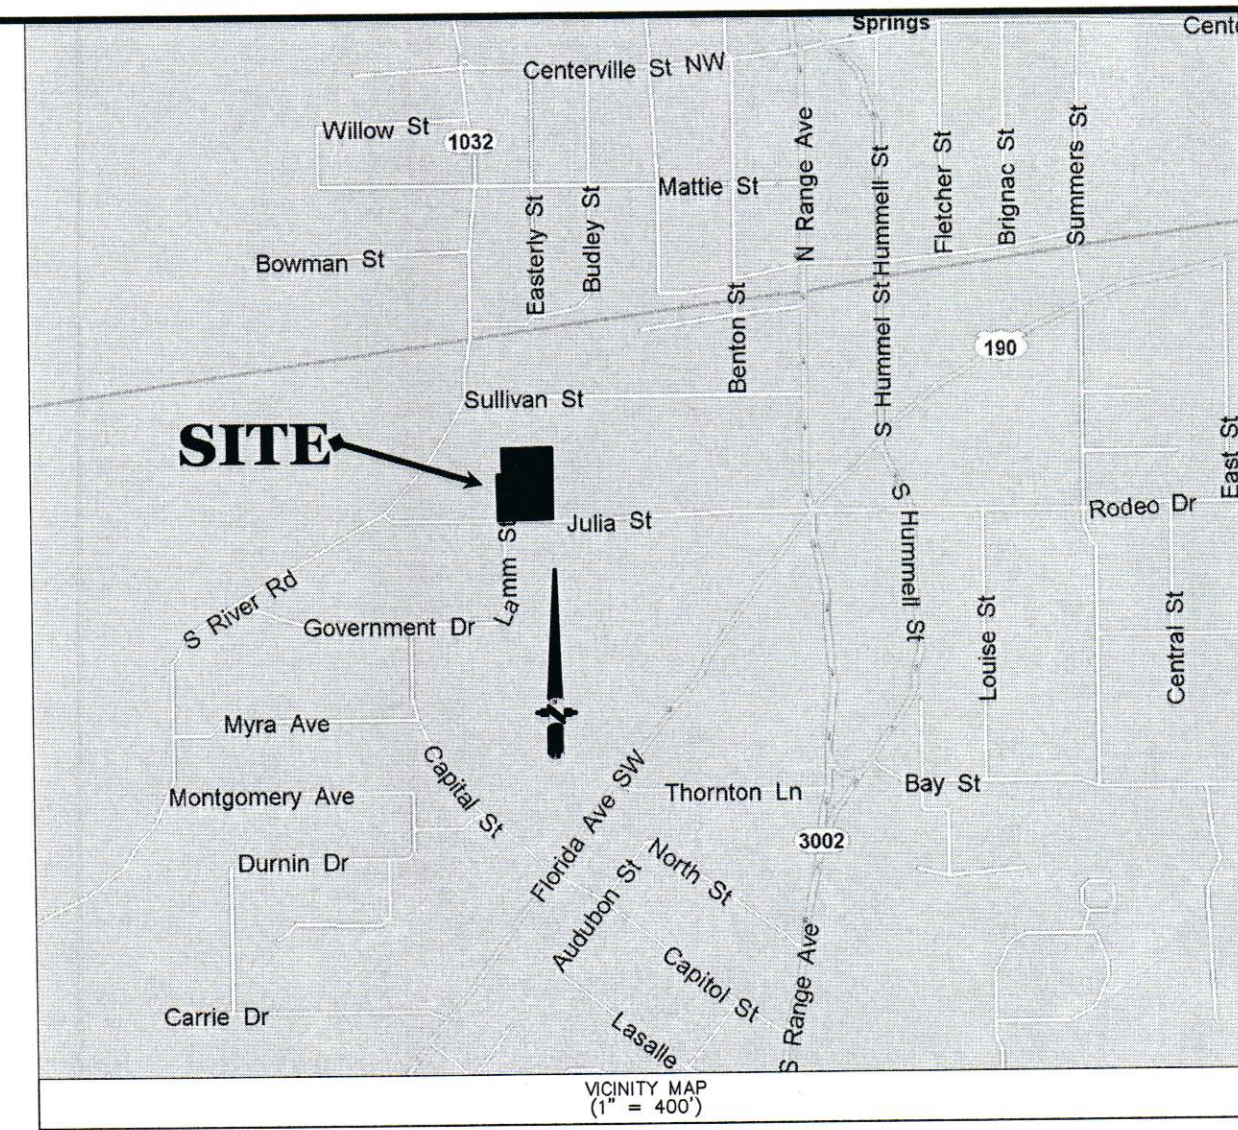 Springs
Cent
Centerville St NW
Willow St
1032
Mattie St
N Range Ave
S Hummell St
Fletcher St
Brignac St
Summers St
Easterly St
Budley St
Bowman St
Benton St
S Hummel St
190
Sullivan St
SITE
East St
Julia St
Rodeo Dr
Lamm St
S Hummell St
S River Rd
Government Dr
Louise St
Central St
Myra Ave
Capital St
Montgomery Ave
Florida Ave SW
Thornton Ln
Bay St
3002
Durnin Dr
North St
Audubon St
Capitol St
S Range Ave
Carrie Dr
Lasalle
N
VICINITY MAP
(1" = 400')